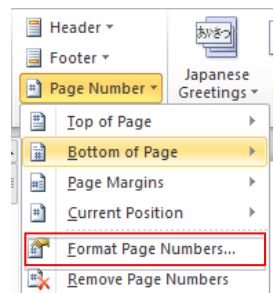 Header
Footer
Page Number
Japanese
Greetings
Top of Page
Bottom of Page
Page Margins
Current Position
Format Page Numbers...
Remove Page Numbers